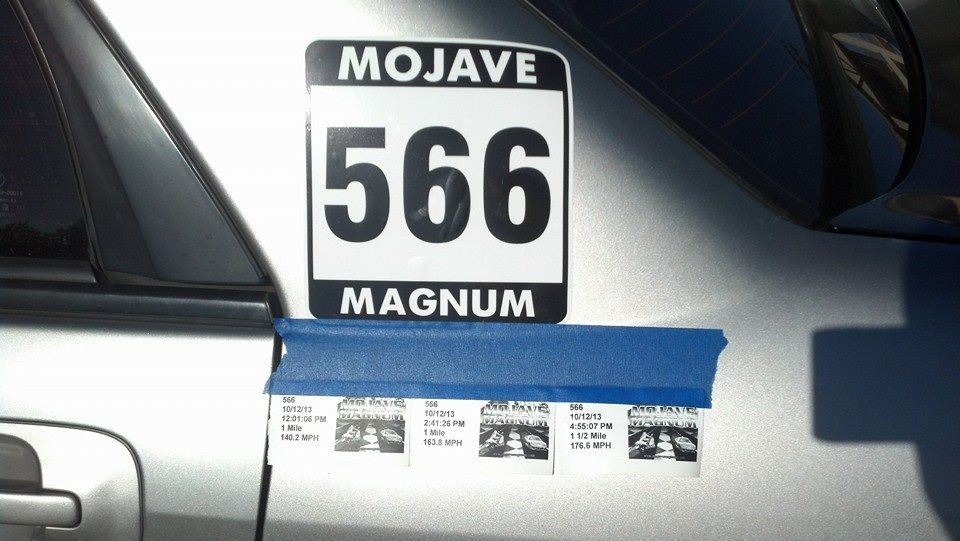 MOJAVE
566
MAGNUM
566
10/12/13
12:01:06 PM
1 Mile
140.2 MPH
MOJAVE
MAGNUM
566
10/12/13
2:41:26 PM
1 Mile
163.8 MPH
MOJAVE
MAGNUM
566
10/12/13
4:55:07 PM
1 1/2 Mile
176.6 MPH
MOJAVE
MAGNUM